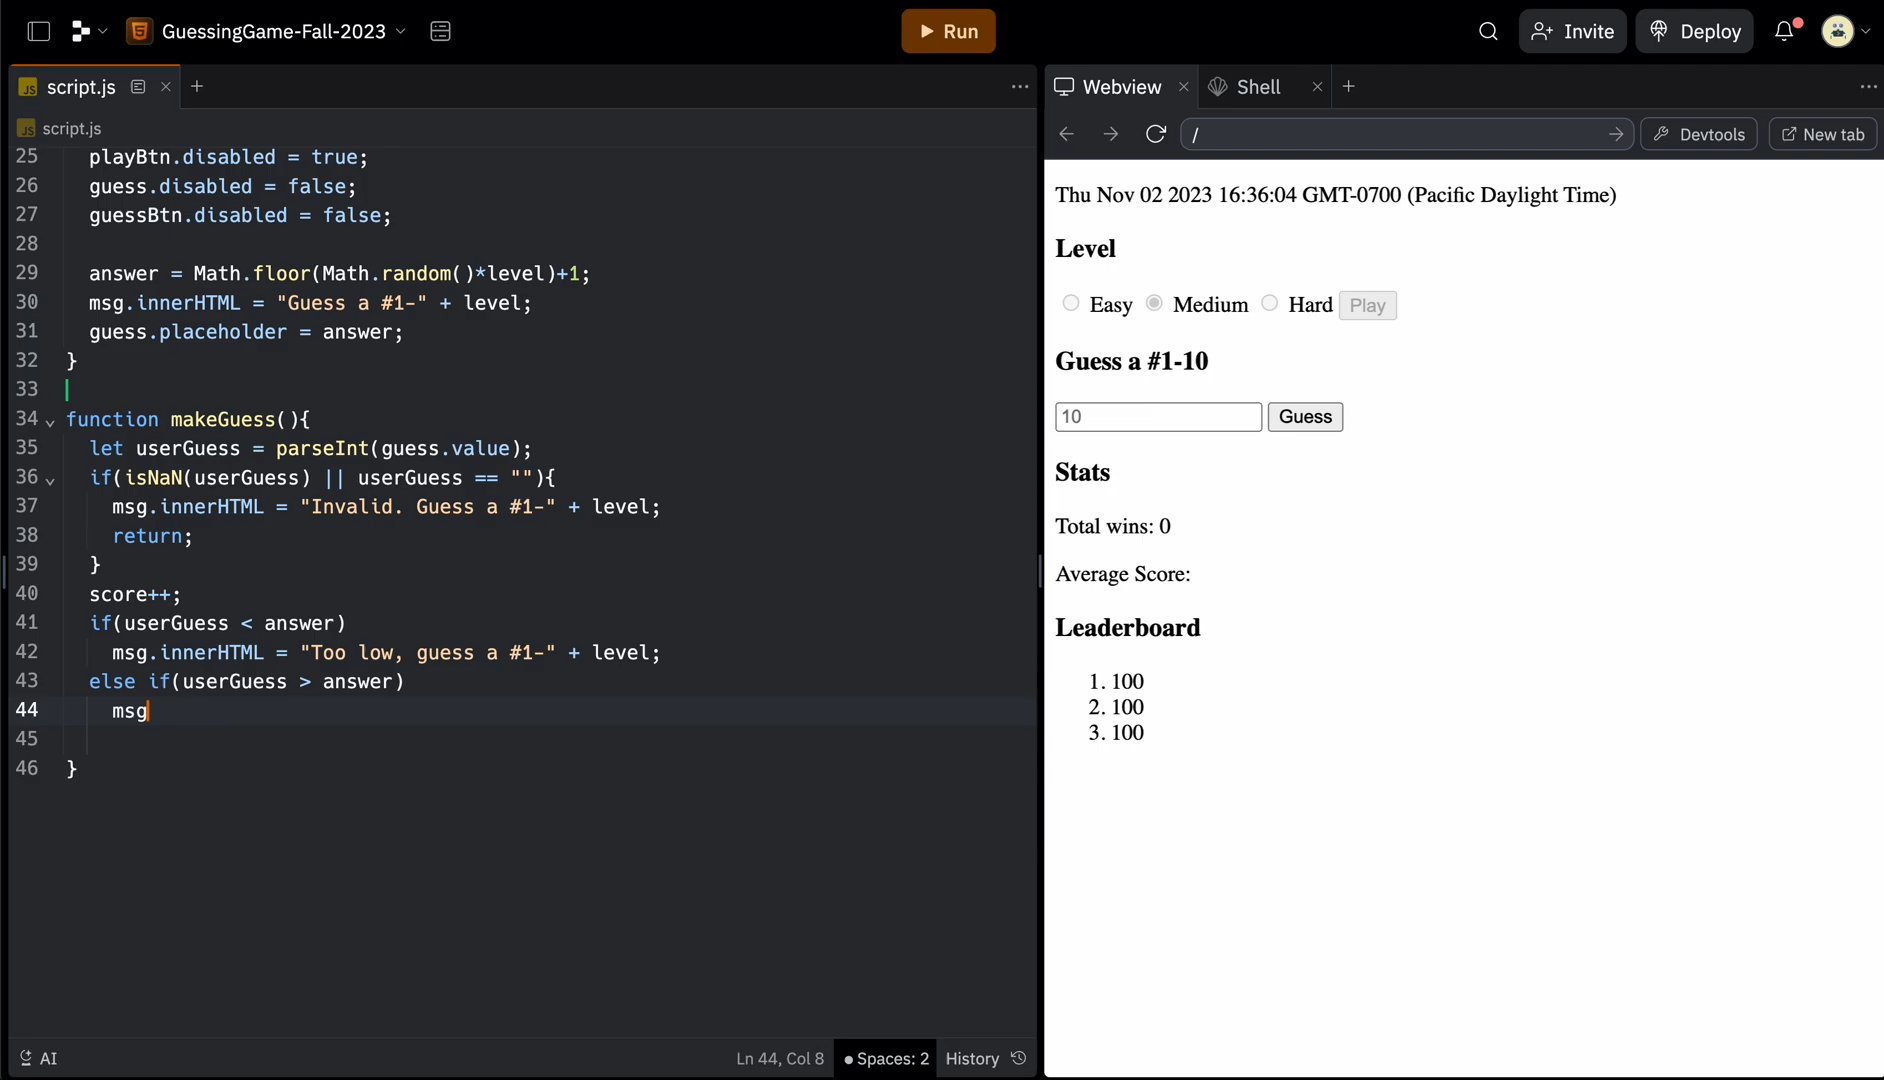 GuessingGame-Fall-2023
Run
Invite
Deploy
JS script.js
Webview
Shell
JS script.js
/
Devtools
New tab
25 playBtn.disabled = true;
26 guess.disabled = false;
27 guessBtn.disabled = false;
28
29 answer = Math.floor(Math.random()*level)+1;
30 msg.innerHTML = "Guess a #1-" + level;
31 guess.placeholder = answer;
32 }
33
34 function makeGuess(){
35 let userGuess = parseInt(guess.value);
36 if(isNaN(userGuess) || userGuess == ""){
37 msg.innerHTML = "Invalid. Guess a #1-" + level;
38 return;
39 }
40 score++;
41 if(userGuess < answer)
42 msg.innerHTML = "Too low, guess a #1-" + level;
43 else if(userGuess > answer)
44 msg
45
46 }
AI
Ln 44, Col 8
Spaces: 2
History
Thu Nov 02 2023 16:36:04 GMT-0700 (Pacific Daylight Time)
Level
Easy Medium Hard Play
Guess a #1-10
10 Guess
Stats
Total wins: 0
Average Score:
Leaderboard
1. 100
2. 100
3. 100